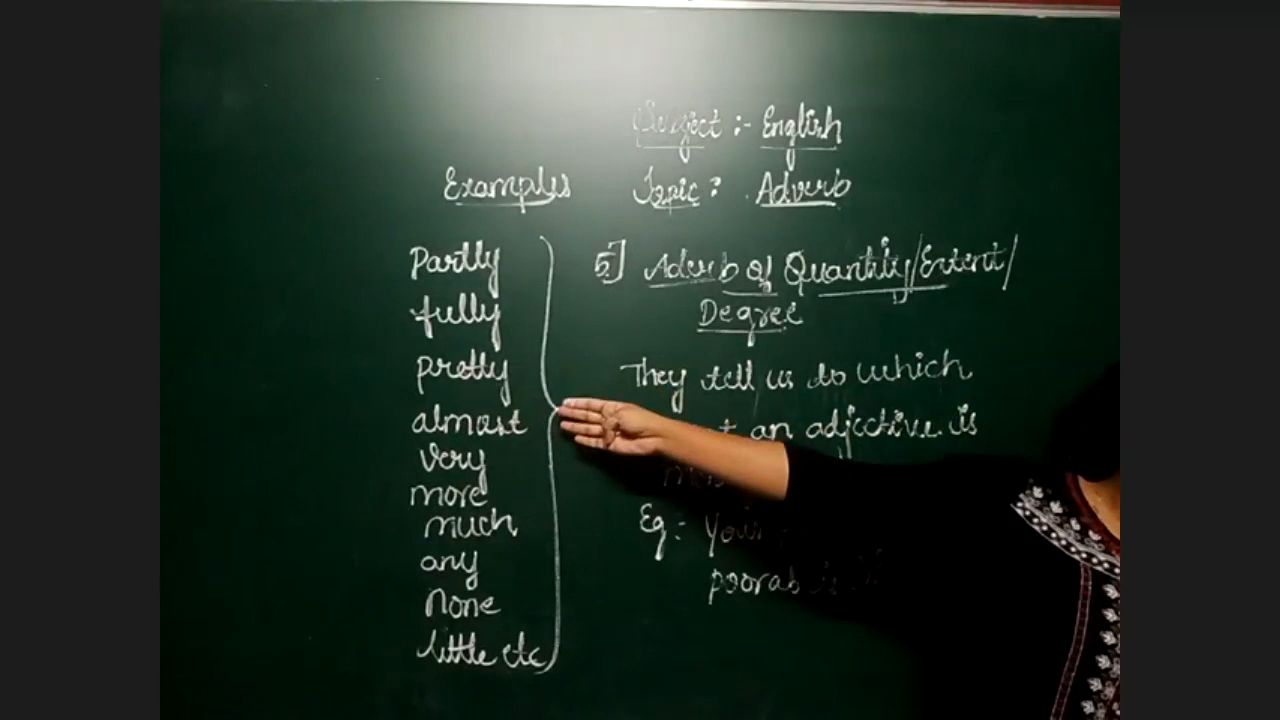 Subject :- English
Topic : Adverb
Examples
Partly
fully
pretty
almost
very
more
much
any
None
little etc
5] Adverb of Quantity/Extent/
Degree
They tell us to which
an adjective is
Eg :-
poorab is